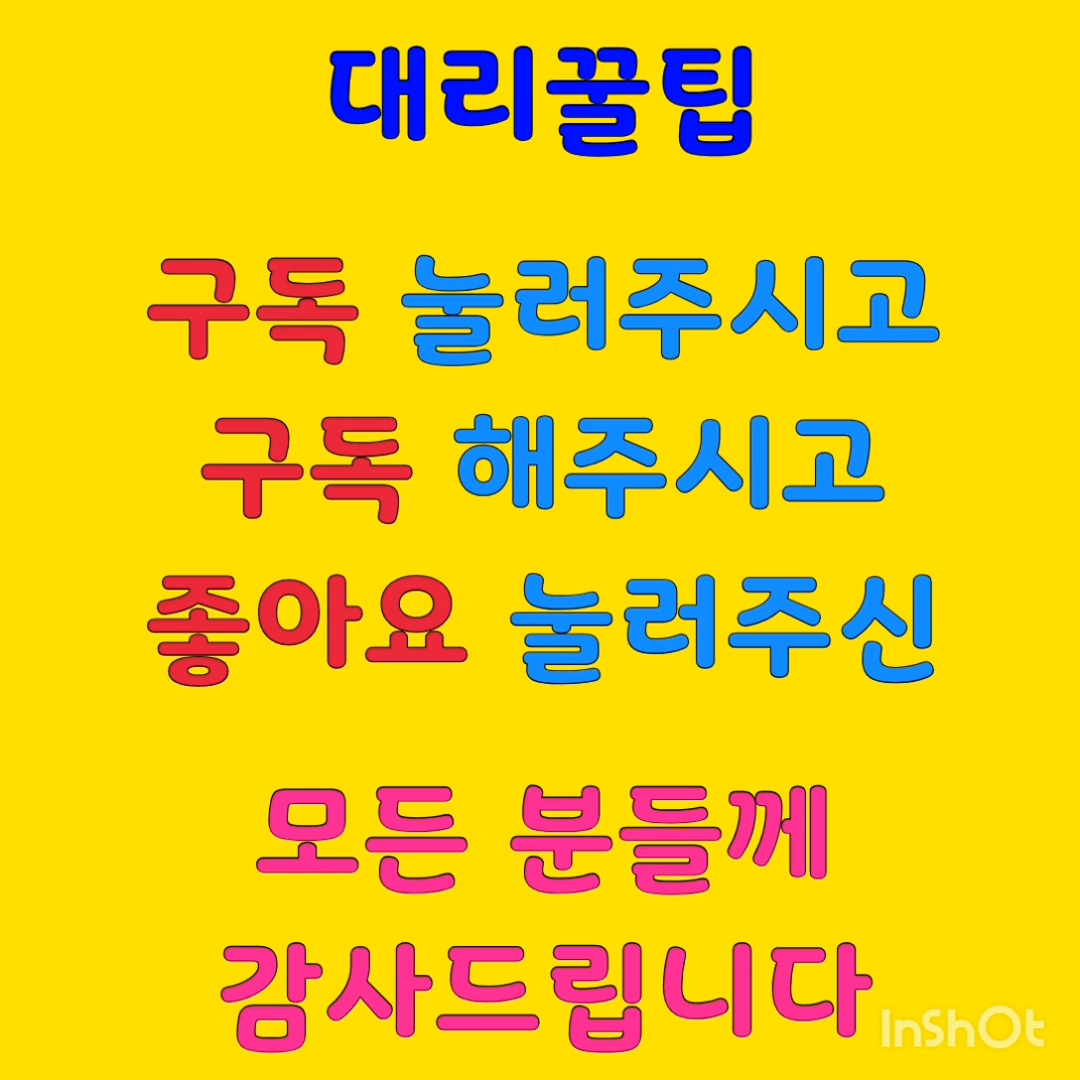 대리꿀팁
구독 눌러주시고
구독 해주시고
좋아요 눌러주신
모든 분들께
감사드립니다
InShOt